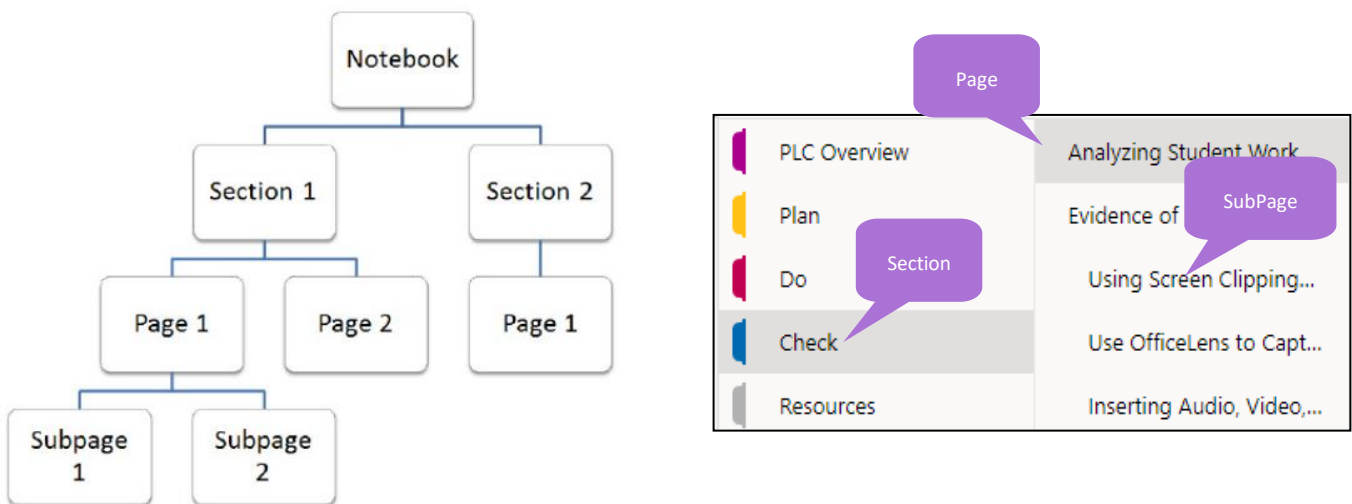 Notebook
Section 1
Section 2
Page 1
Page 2
Page 1
Subpage
1
Subpage
2
Page
PLC Overview
Analyzing Student Work
Plan
Evidence of
SubPage
Do
Section
Using Screen Clipping...
Check
Use OfficeLens to Capt...
Resources
Inserting Audio, Video,...